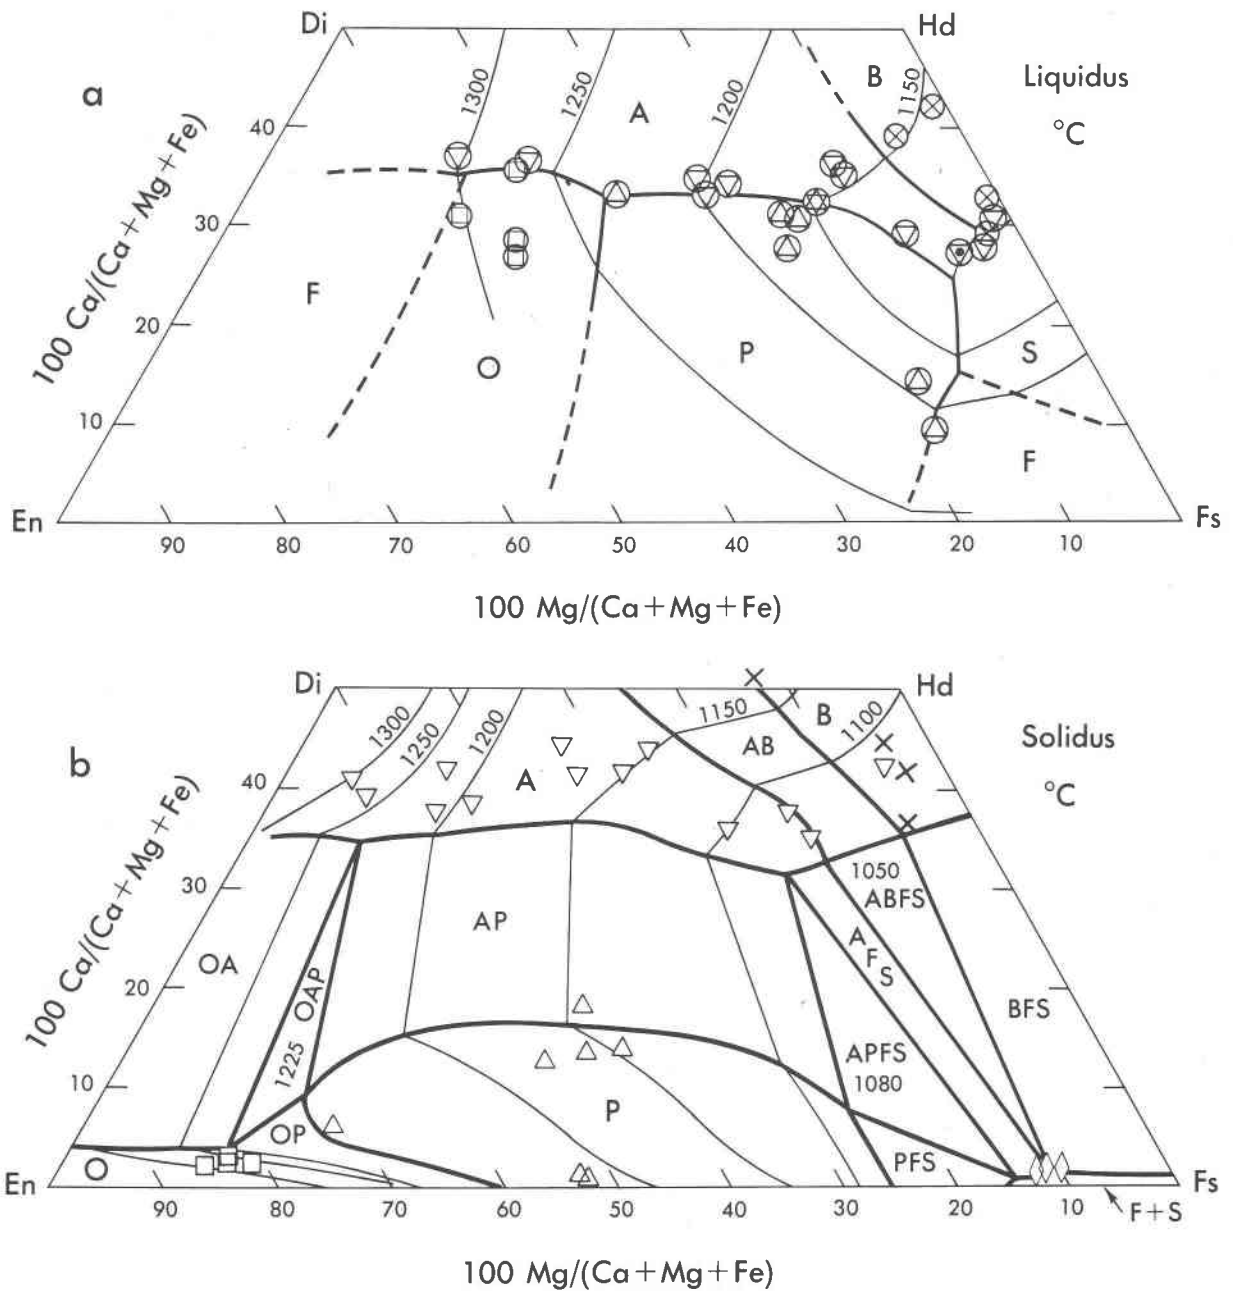 Di
Hd
a
Liquidus
°C
1300
1250
1200
1150
A
B
40
30
20
10
100 Ca/(Ca+Mg+Fe)
F
O
P
S
F
En
Fs
90 80 70 60 50 40 30 20 10
100 Mg/(Ca+Mg+Fe)
Di
Hd
b
Solidus
°C
1300
1250
1200
1150
1100
A
AB
B
40
30
20
10
100 Ca/(Ca+Mg+Fe)
1050
ABFS
AP
A
F
S
OA
OAP
BFS
1225
APFS
1080
P
OP
PFS
O
En
Fs
90 80 70 60 50 40 30 20 10
F+S
100 Mg/(Ca+Mg+Fe)